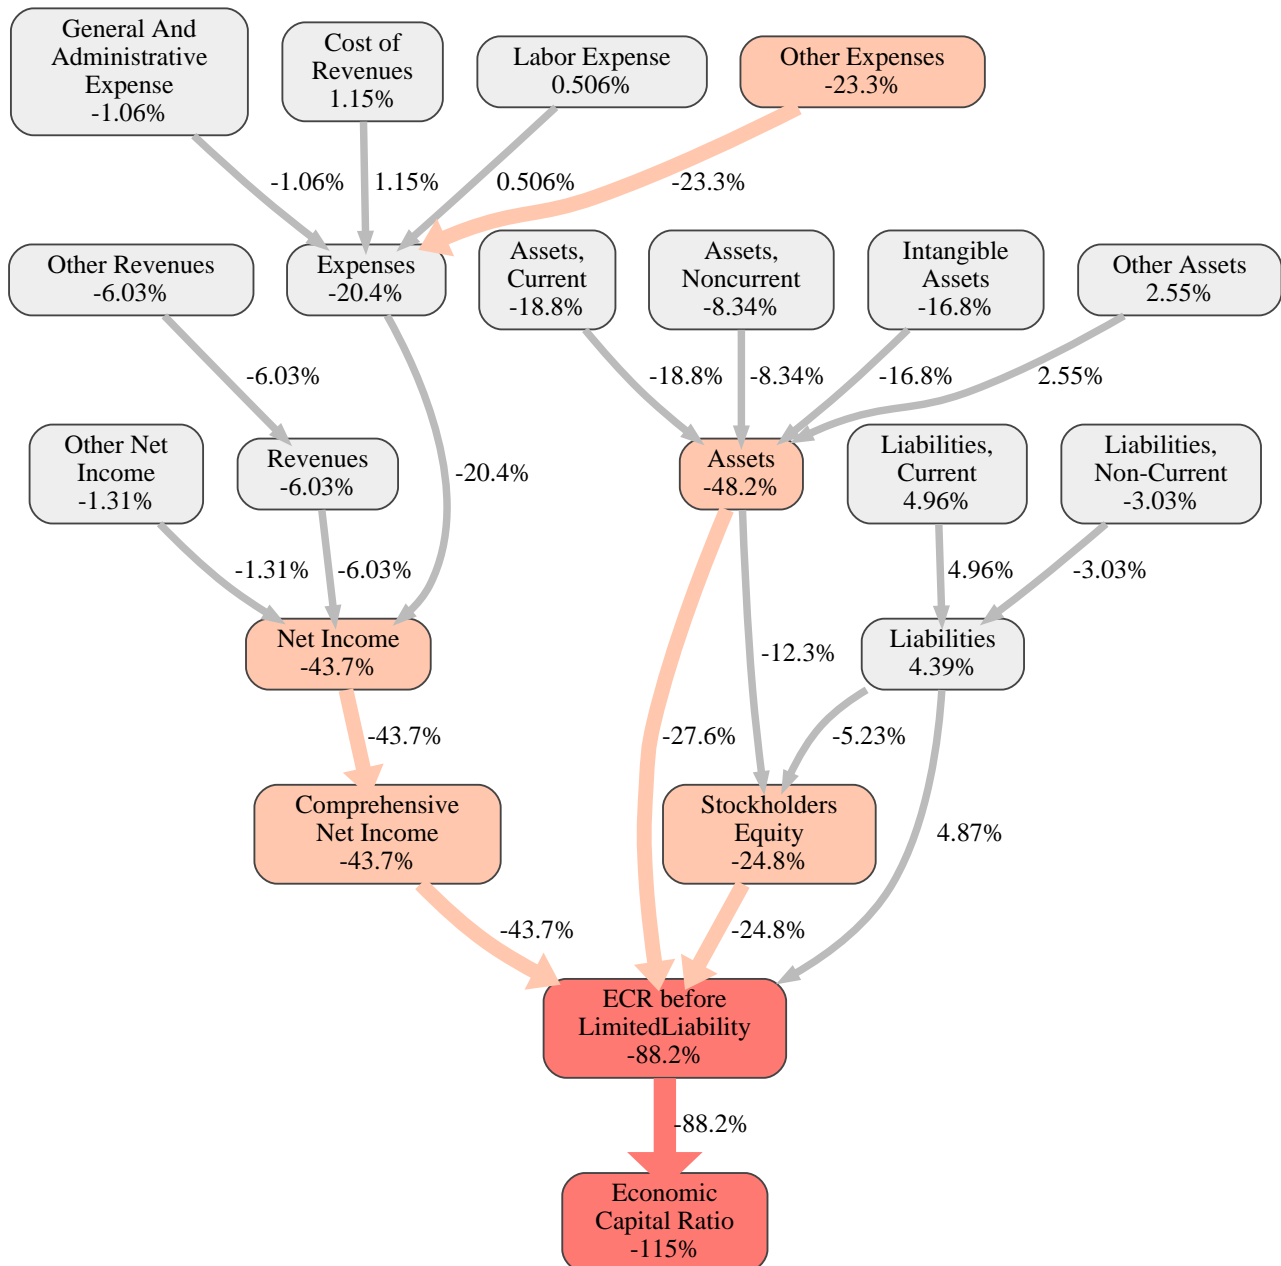 General And
Administrative
Expense
-1.06%
Cost of
Revenues
1.15%
Labor Expense
0.506%
Other Expenses
-23.3%
-1.06%
1.15%
0.506%
-23.3%
Other Revenues
-6.03%
Expenses
-20.4%
Assets,
Current
-18.8%
Assets,
Noncurrent
-8.34%
Intangible
Assets
-16.8%
Other Assets
2.55%
-6.03%
-18.8%
-8.34%
-16.8%
2.55%
Other Net
Income
-1.31%
Revenues
-6.03%
-20.4%
Assets
-48.2%
Liabilities,
Current
4.96%
Liabilities,
Non-Current
-3.03%
-1.31%
-6.03%
4.96%
-3.03%
Net Income
-43.7%
-12.3%
Liabilities
4.39%
-43.7%
-27.6%
-5.23%
Comprehensive
Net Income
-43.7%
Stockholders
Equity
-24.8%
4.87%
-43.7%
-24.8%
ECR before
LimitedLiability
-88.2%
-88.2%
Economic
Capital Ratio
-115%